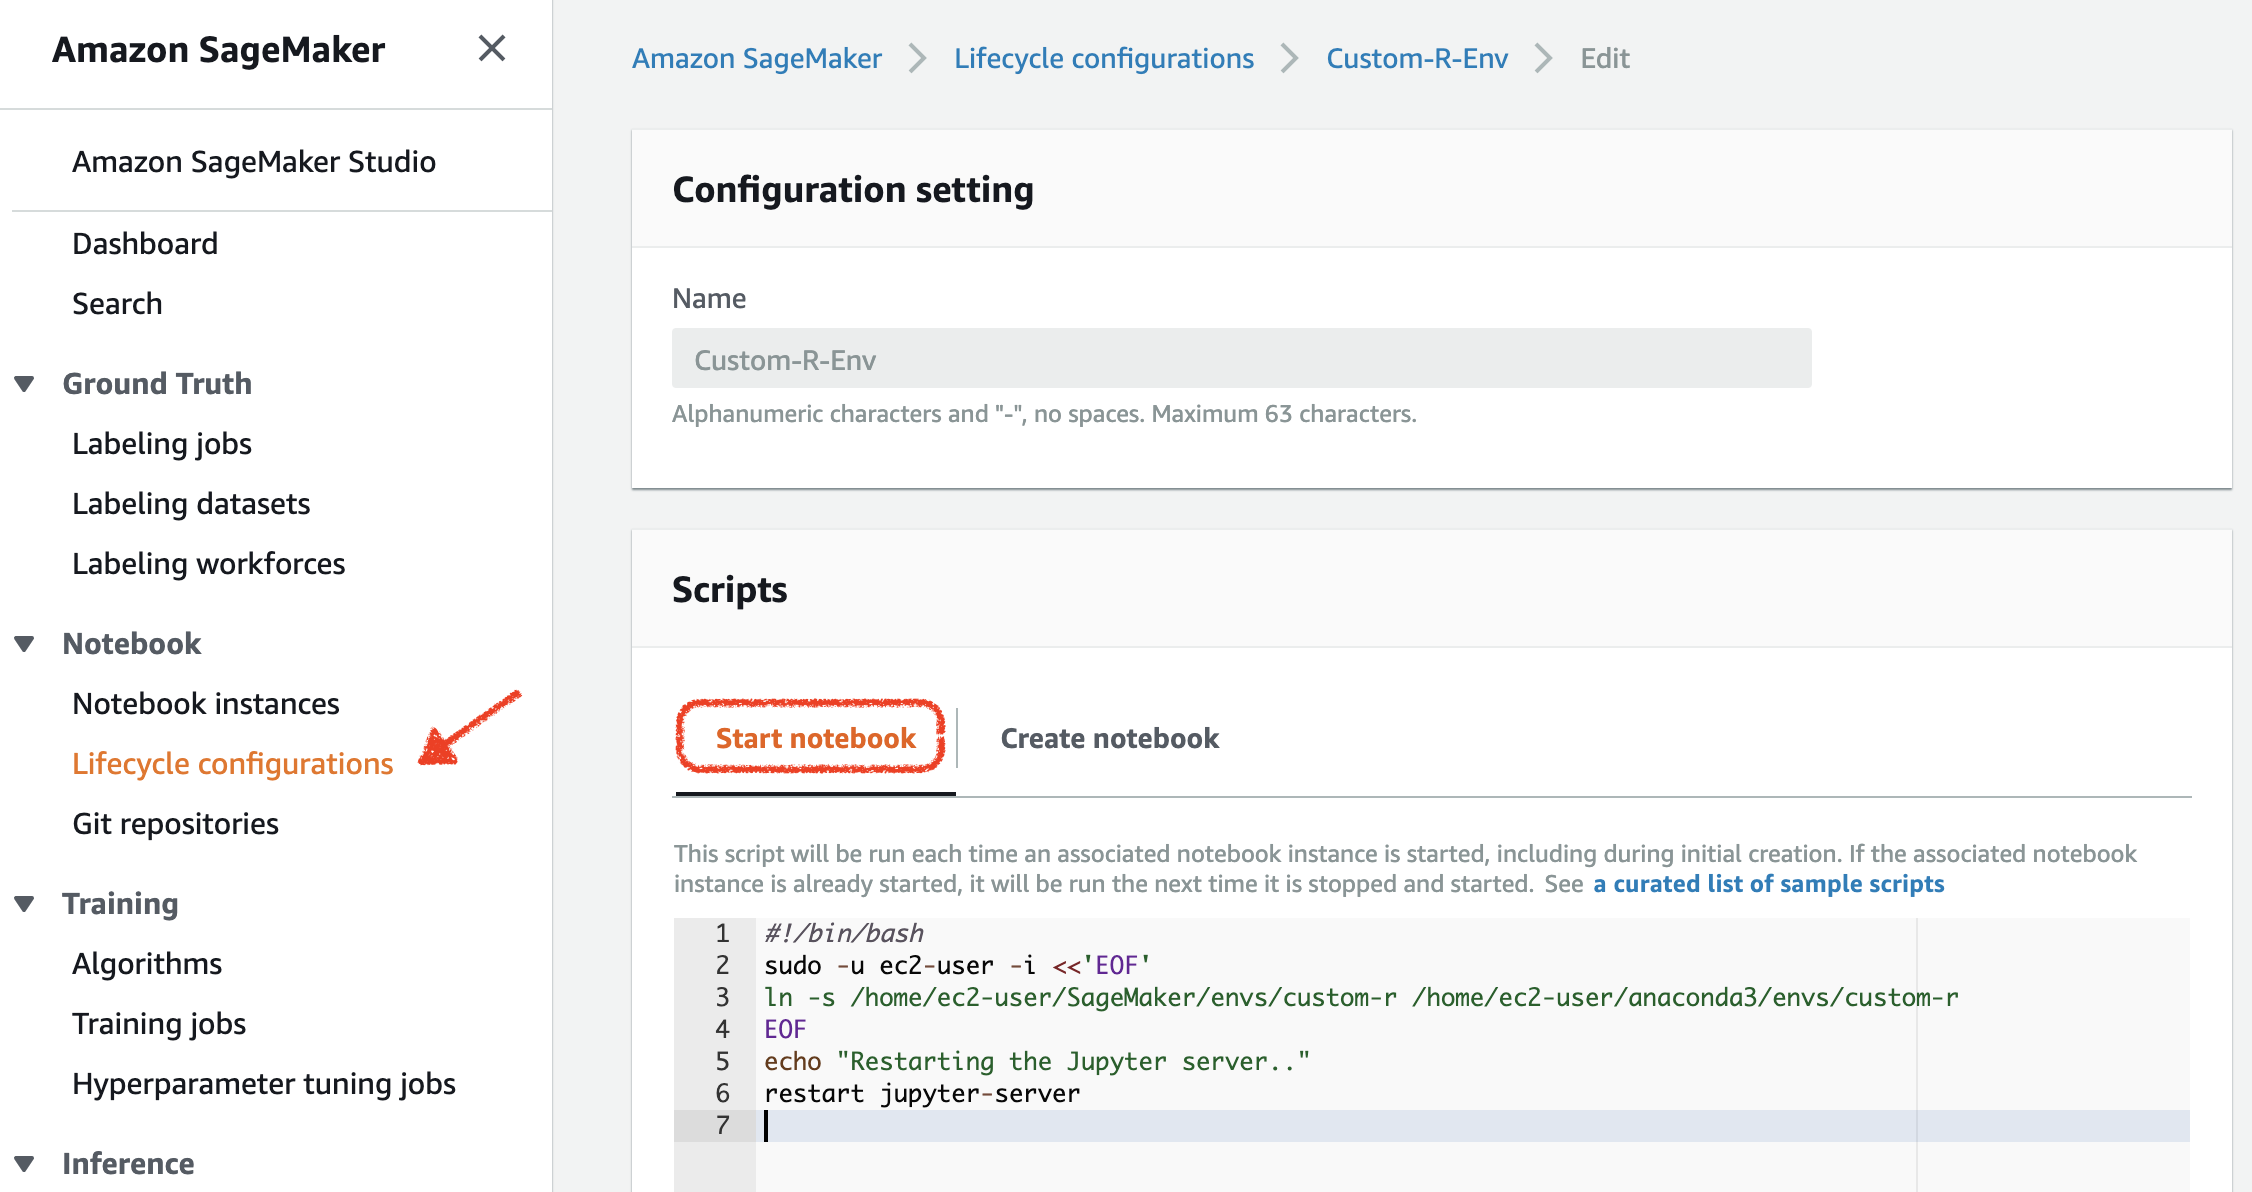 Amazon SageMaker
Amazon SageMaker Studio
Dashboard
Search
Ground Truth
Labeling jobs
Labeling datasets
Labeling workforces
Notebook
Notebook instances
Lifecycle configurations
Git repositories
Training
Algorithms
Training jobs
Hyperparameter tuning jobs
Inference
Amazon SageMaker > Lifecycle configurations > Custom-R-Env > Edit
Configuration setting
Name
Custom-R-Env
Alphanumeric characters and "-", no spaces. Maximum 63 characters.
Scripts
Start notebook
Create notebook
This script will be run each time an associated notebook instance is started, including during initial creation. If the associated notebook
instance is already started, it will be run the next time it is stopped and started. See a curated list of sample scripts
1 #!/bin/bash
2 sudo -u ec2-user -i <<'EOF'
3 ln -s /home/ec2-user/SageMaker/envs/custom-r /home/ec2-user/anaconda3/envs/custom-r
4 EOF
5 echo "Restarting the Jupyter server.."
6 restart jupyter-server
7